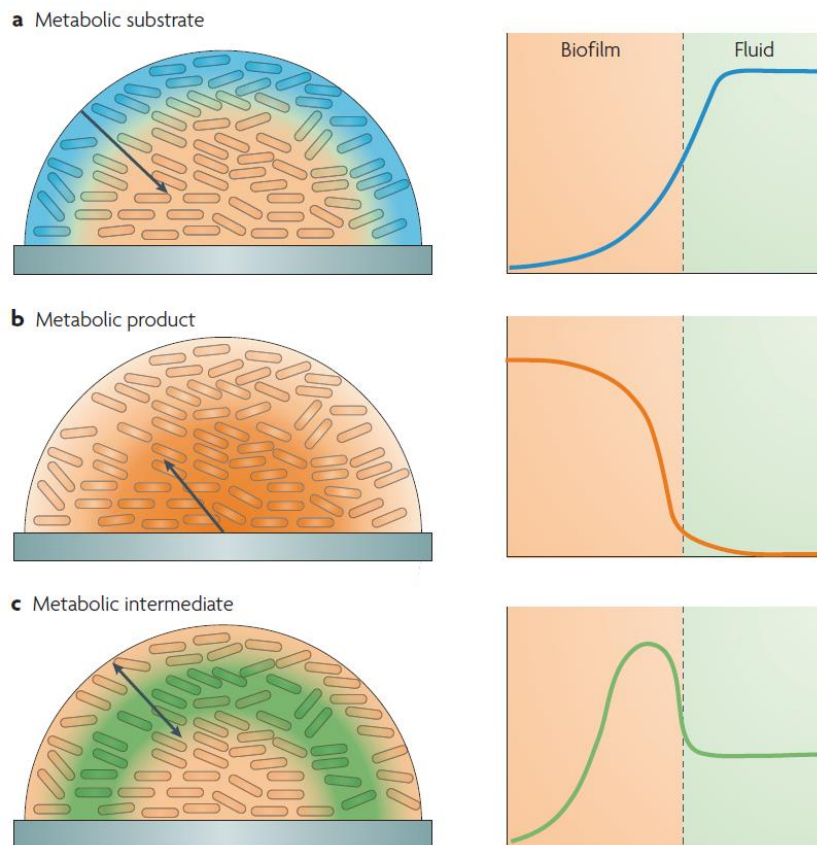 a Metabolic substrate
Biofilm Fluid
b Metabolic product
c Metabolic intermediate